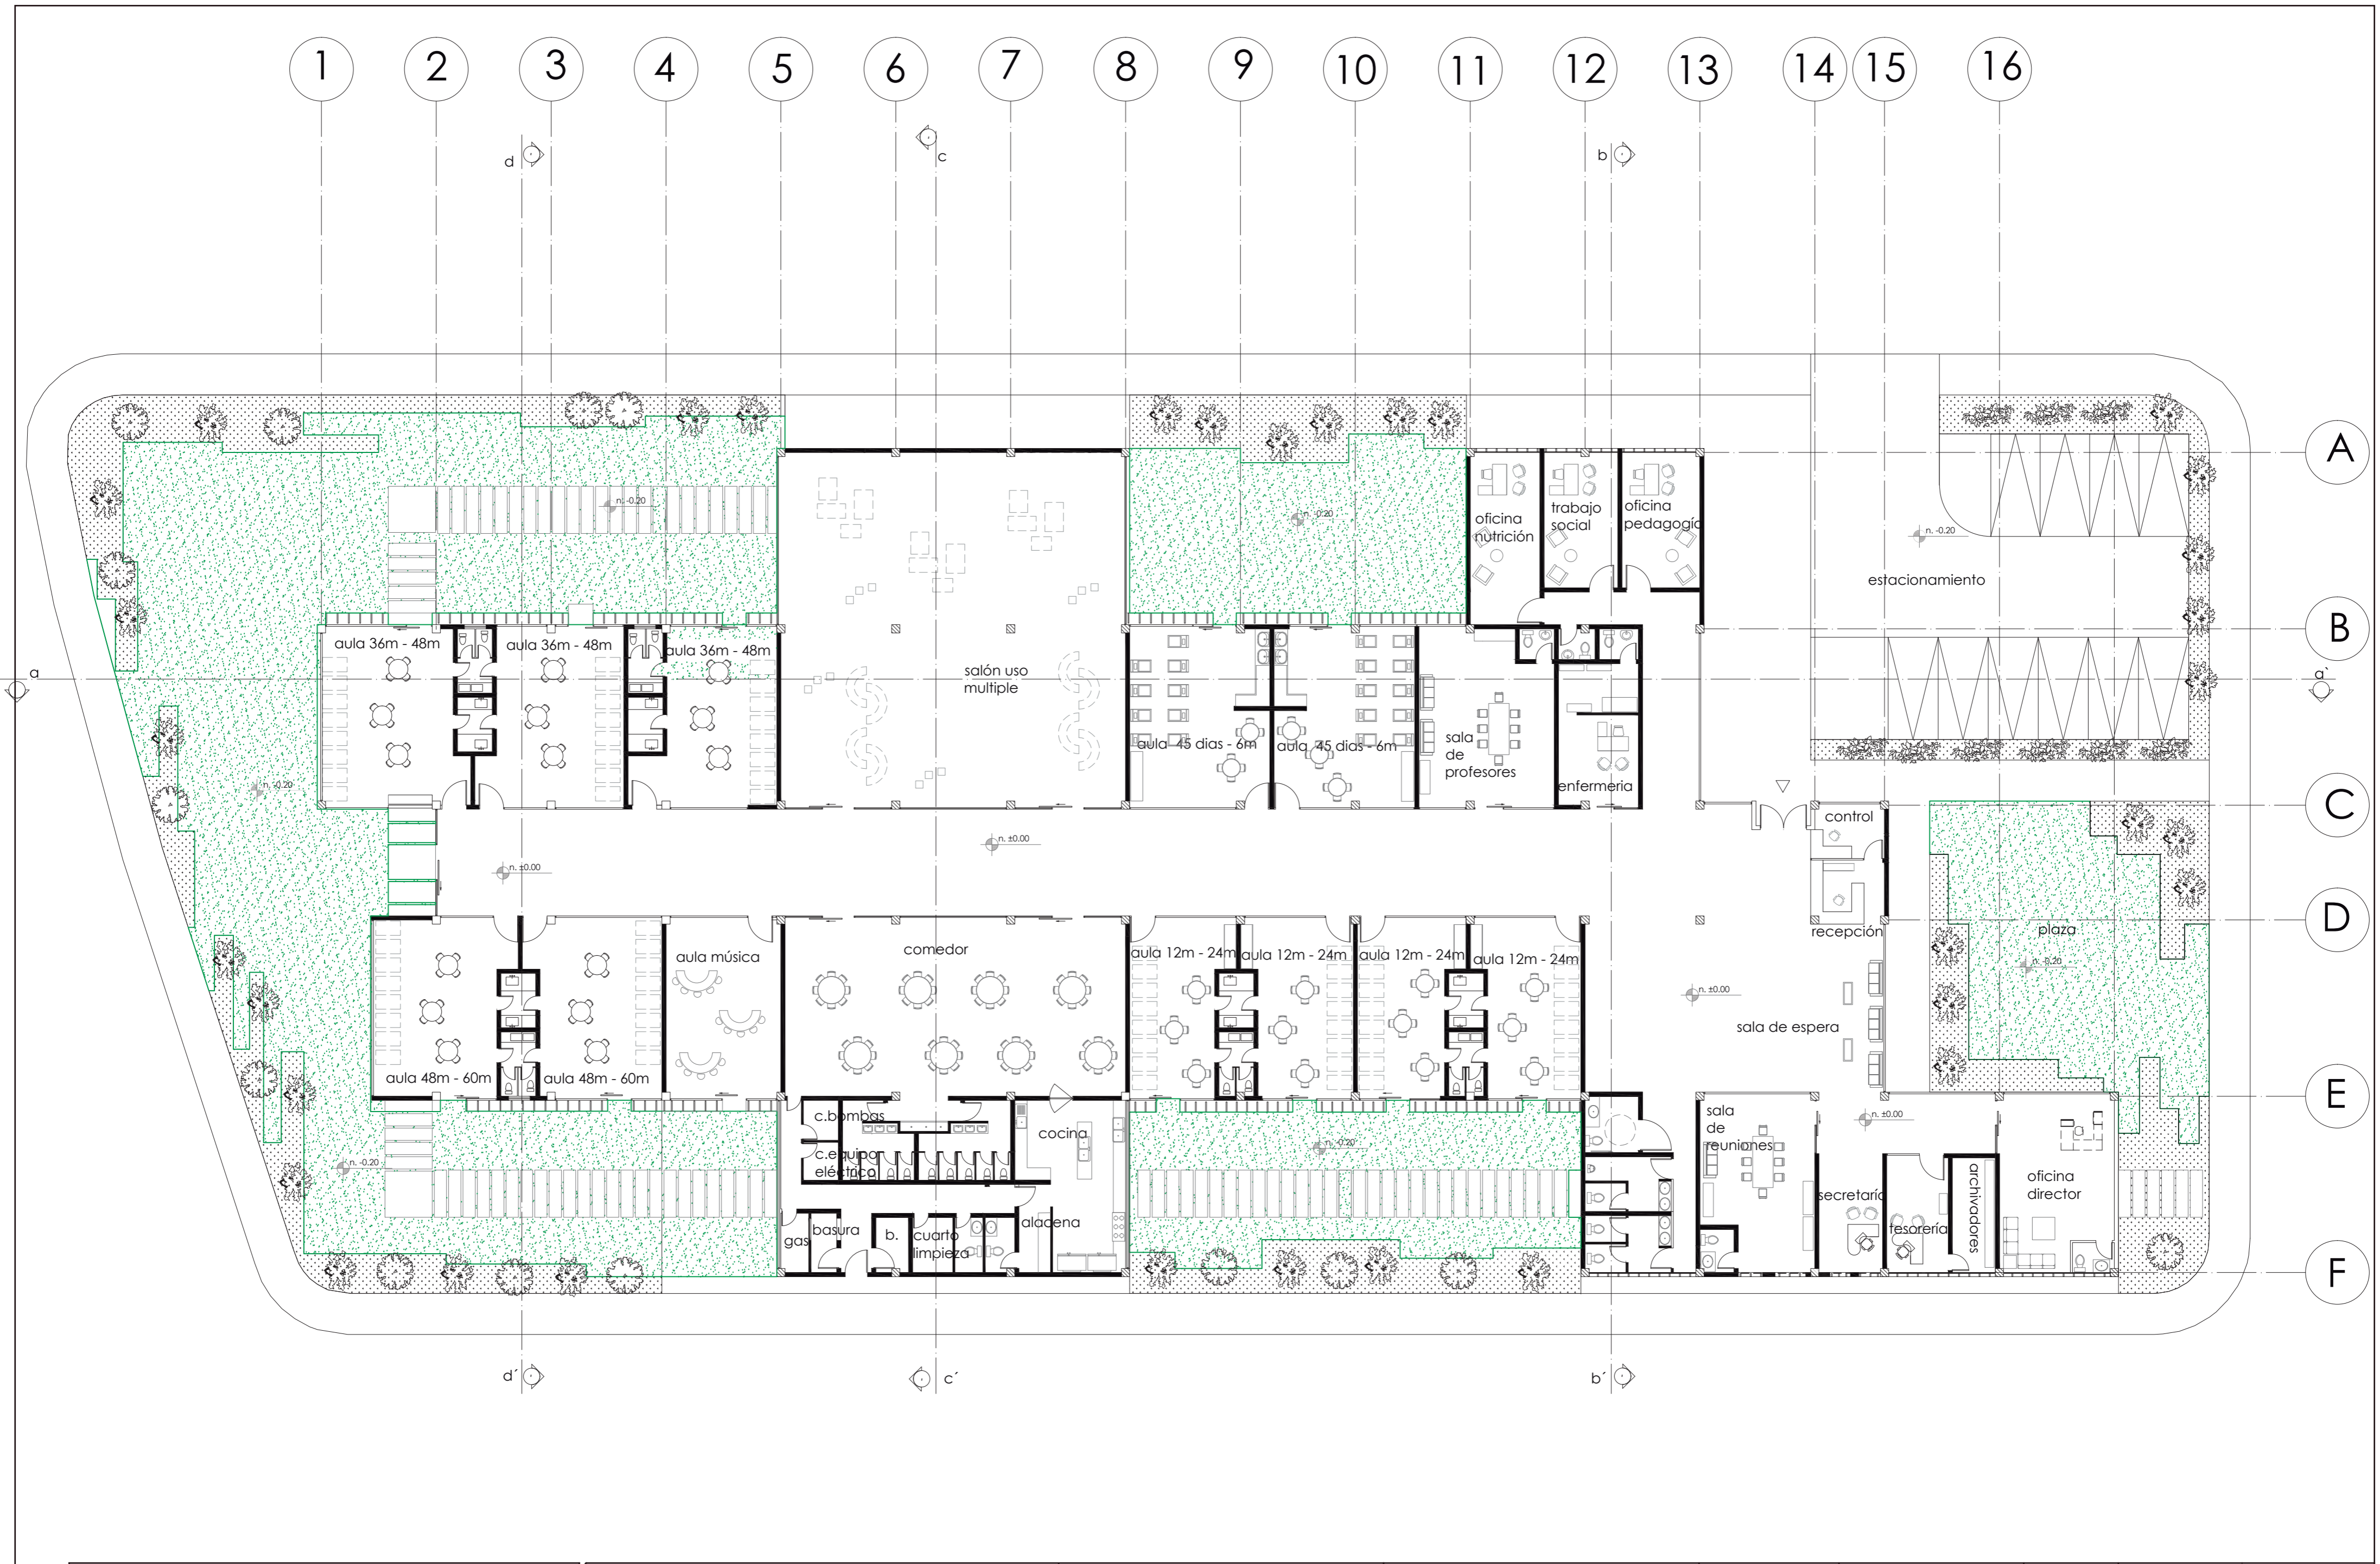 1 2 3 4 5 6 7 8 9 10 11 12 13 14 15 16
d
c
b
A
n. -0.20
n. -0.20
oficina
nutrición
trabajo
social
oficina
pedagogía
n. -0.20
estacionamiento
B
aula 36m - 48m
aula 36m - 48m
aula 36m - 48m
a
salón uso
multiple
a´
aula 45 dias - 6m
aula 45 dias - 6m
sala
de
profesores
enfermeria
n. -0.20
C
control
n. ±0.00
n. ±0.00
D
recepción
plaza
aula música
comedor
aula 12m - 24m
aula 12m - 24m
aula 12m - 24m
aula 12m - 24m
n. -0.20
n. ±0.00
sala de espera
aula 48m - 60m
aula 48m - 60m
E
c.bombas
cocina
sala
de
reuniones
n. ±0.00
n. -0.20
c.equipo
eléctrico
n. -0.20
archivadores
oficina
director
secretaría
gas
basura
b.
cuarto
limpieza
alacena
tesorería
F
d´
c´
b´